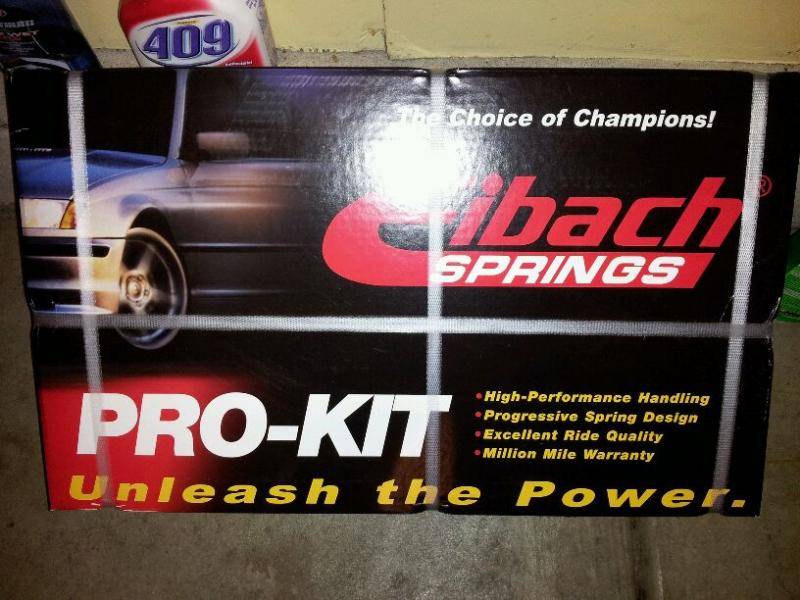 409
The Choice of Champions!
Eibach®
SPRINGS
PRO-KIT
•High-Performance Handling
•Progressive Spring Design
•Excellent Ride Quality
•Million Mile Warranty
Unleash the Power.